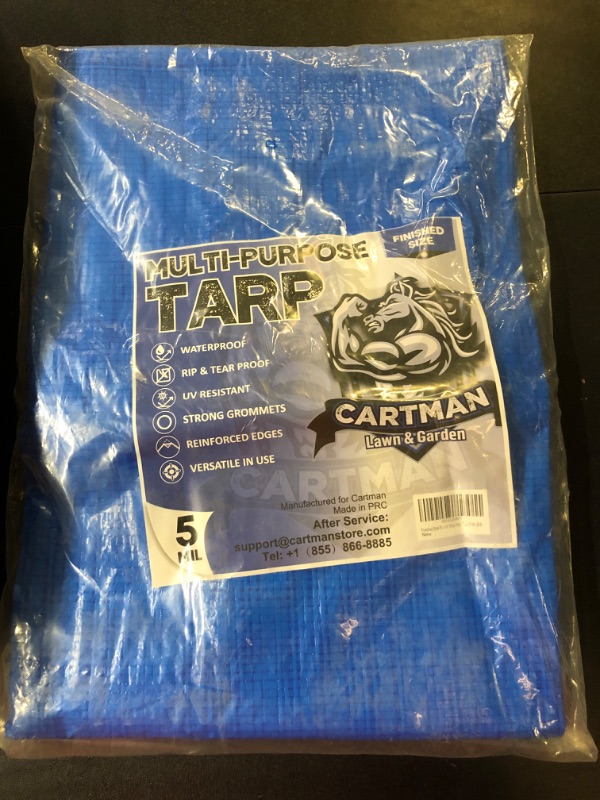 MULTI-PURPOSE
TARP
FINISHED
SIZE
WATERPROOF
RIP & TEAR PROOF
UV RESISTANT
STRONG GROMMETS
REINFORCED EDGES
VERSATILE IN USE
CARTMAN
Lawn & Garden
CARTMAN
5
MIL
Manufactured for Cartman
Made in PRC
After Service:
support@cartmanstore.com
Tel: +1 (855) 866-8885
New